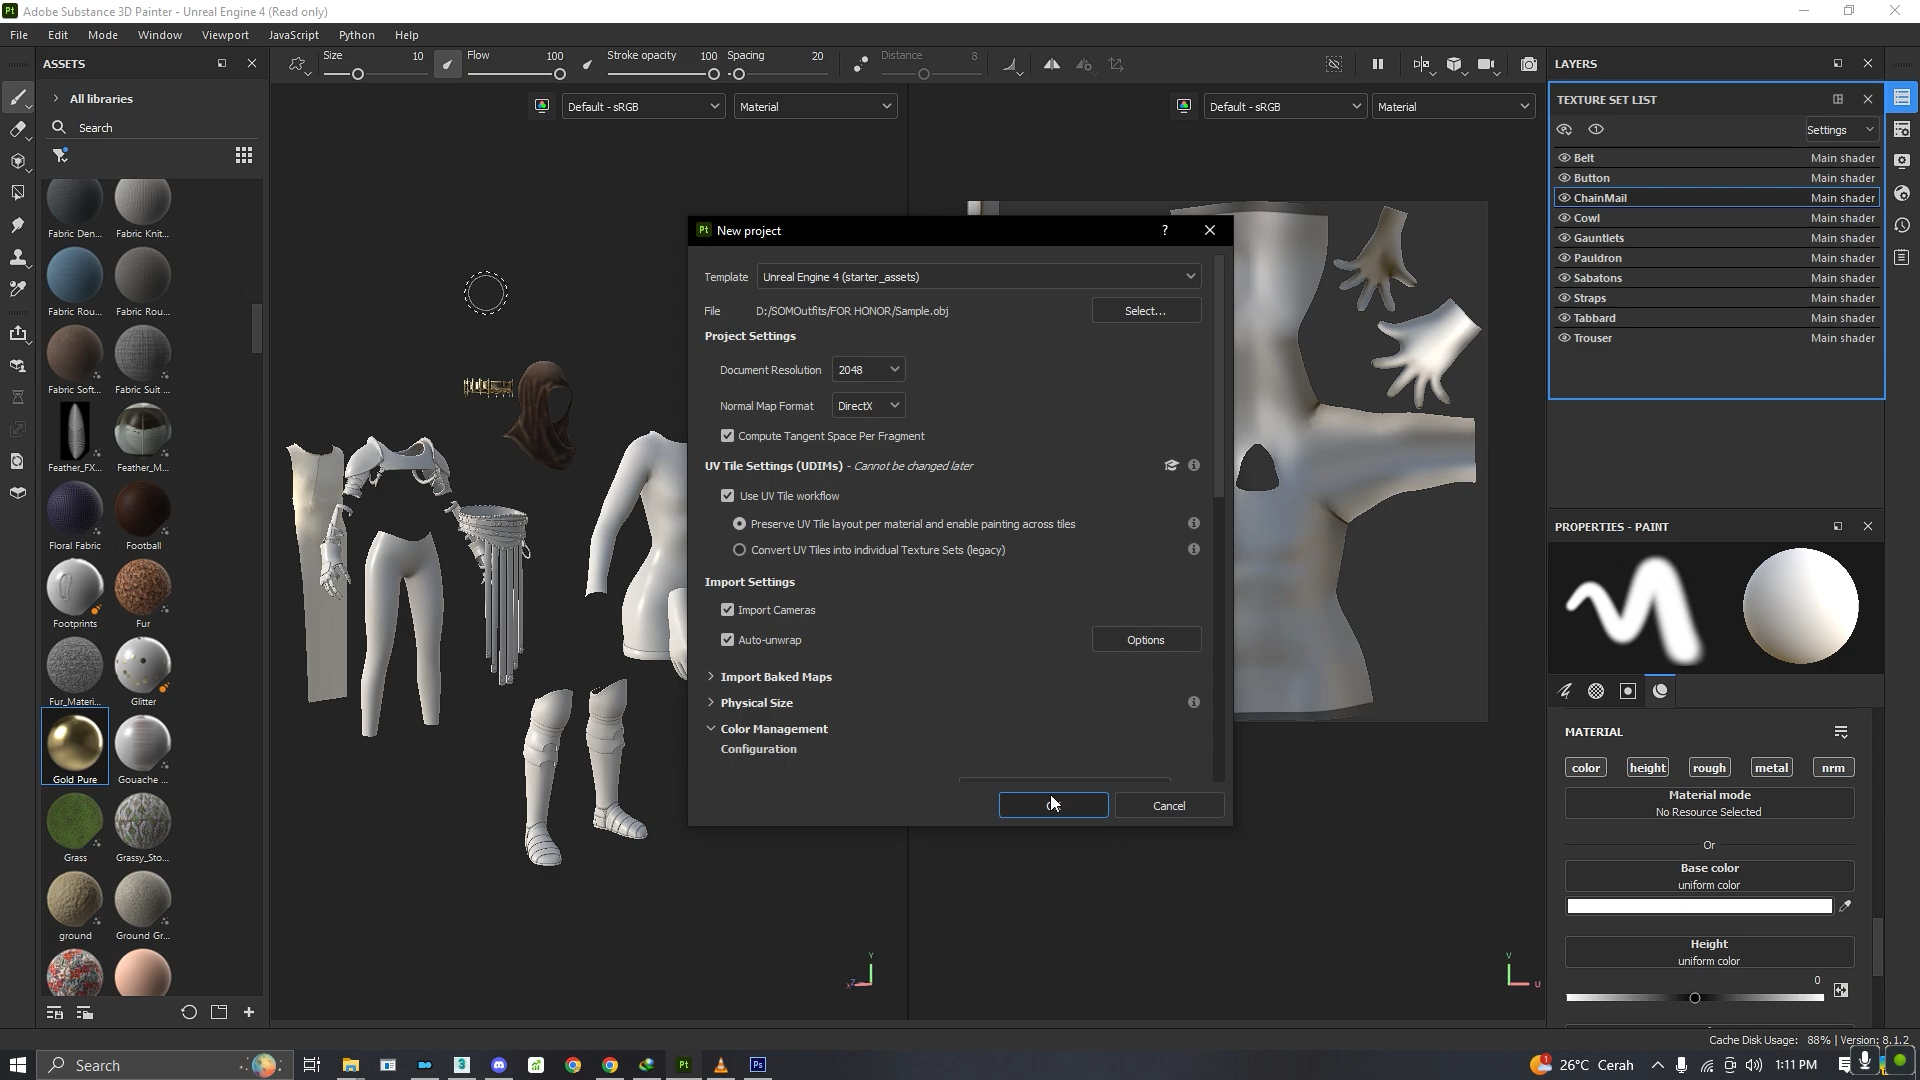 Pt Adobe Substance 3D Painter - Unreal Engine 4 (Read only)
File Edit Mode Window Viewport JavaScript Python Help
ASSETS
Size 10 Flow 100 Stroke opacity 100 Spacing 20 Distance 8
LAYERS
All libraries
Search
Default - sRGB Material
Default - sRGB Material
TEXTURE SET LIST
Settings
Belt Main shader
Button Main shader
ChainMail Main shader
Cowl Main shader
Gauntlets Main shader
Pauldron Main shader
Sabatons Main shader
Straps Main shader
Tabbard Main shader
Trouser Main shader
Fabric Den... Fabric Knit...
Fabric Rou... Fabric Rou...
Fabric Soft... Fabric Suit ...
Feather_FX... Feather_M...
Floral Fabric Football
Footprints Fur
Fur_Materi... Glitter
Gold Pure Gouache ...
Grass Grassy_Sto...
ground Ground Gr...
Pt New project
Template Unreal Engine 4 (starter_assets)
File D:/SOMOutfits/FOR HONOR/Sample.obj Select...
Project Settings
Document Resolution 2048
Normal Map Format DirectX
Compute Tangent Space Per Fragment
UV Tile Settings (UDIMs) - Cannot be changed later
Use UV Tile workflow
Preserve UV Tile layout per material and enable painting across tiles
Convert UV Tiles into individual Texture Sets (legacy)
Import Settings
Import Cameras
Auto-unwrap Options
Import Baked Maps
Physical Size
Color Management
Configuration
Cancel
PROPERTIES - PAINT
MATERIAL
color height rough metal nrm
Material mode
No Resource Selected
Or
Base color
uniform color
Height
uniform color
0
Y
Z
X
V
U
Cache Disk Usage: 88% | Version: 8.1.2
Search
Pt
Ps
1
26°C Cerah
1:11 PM